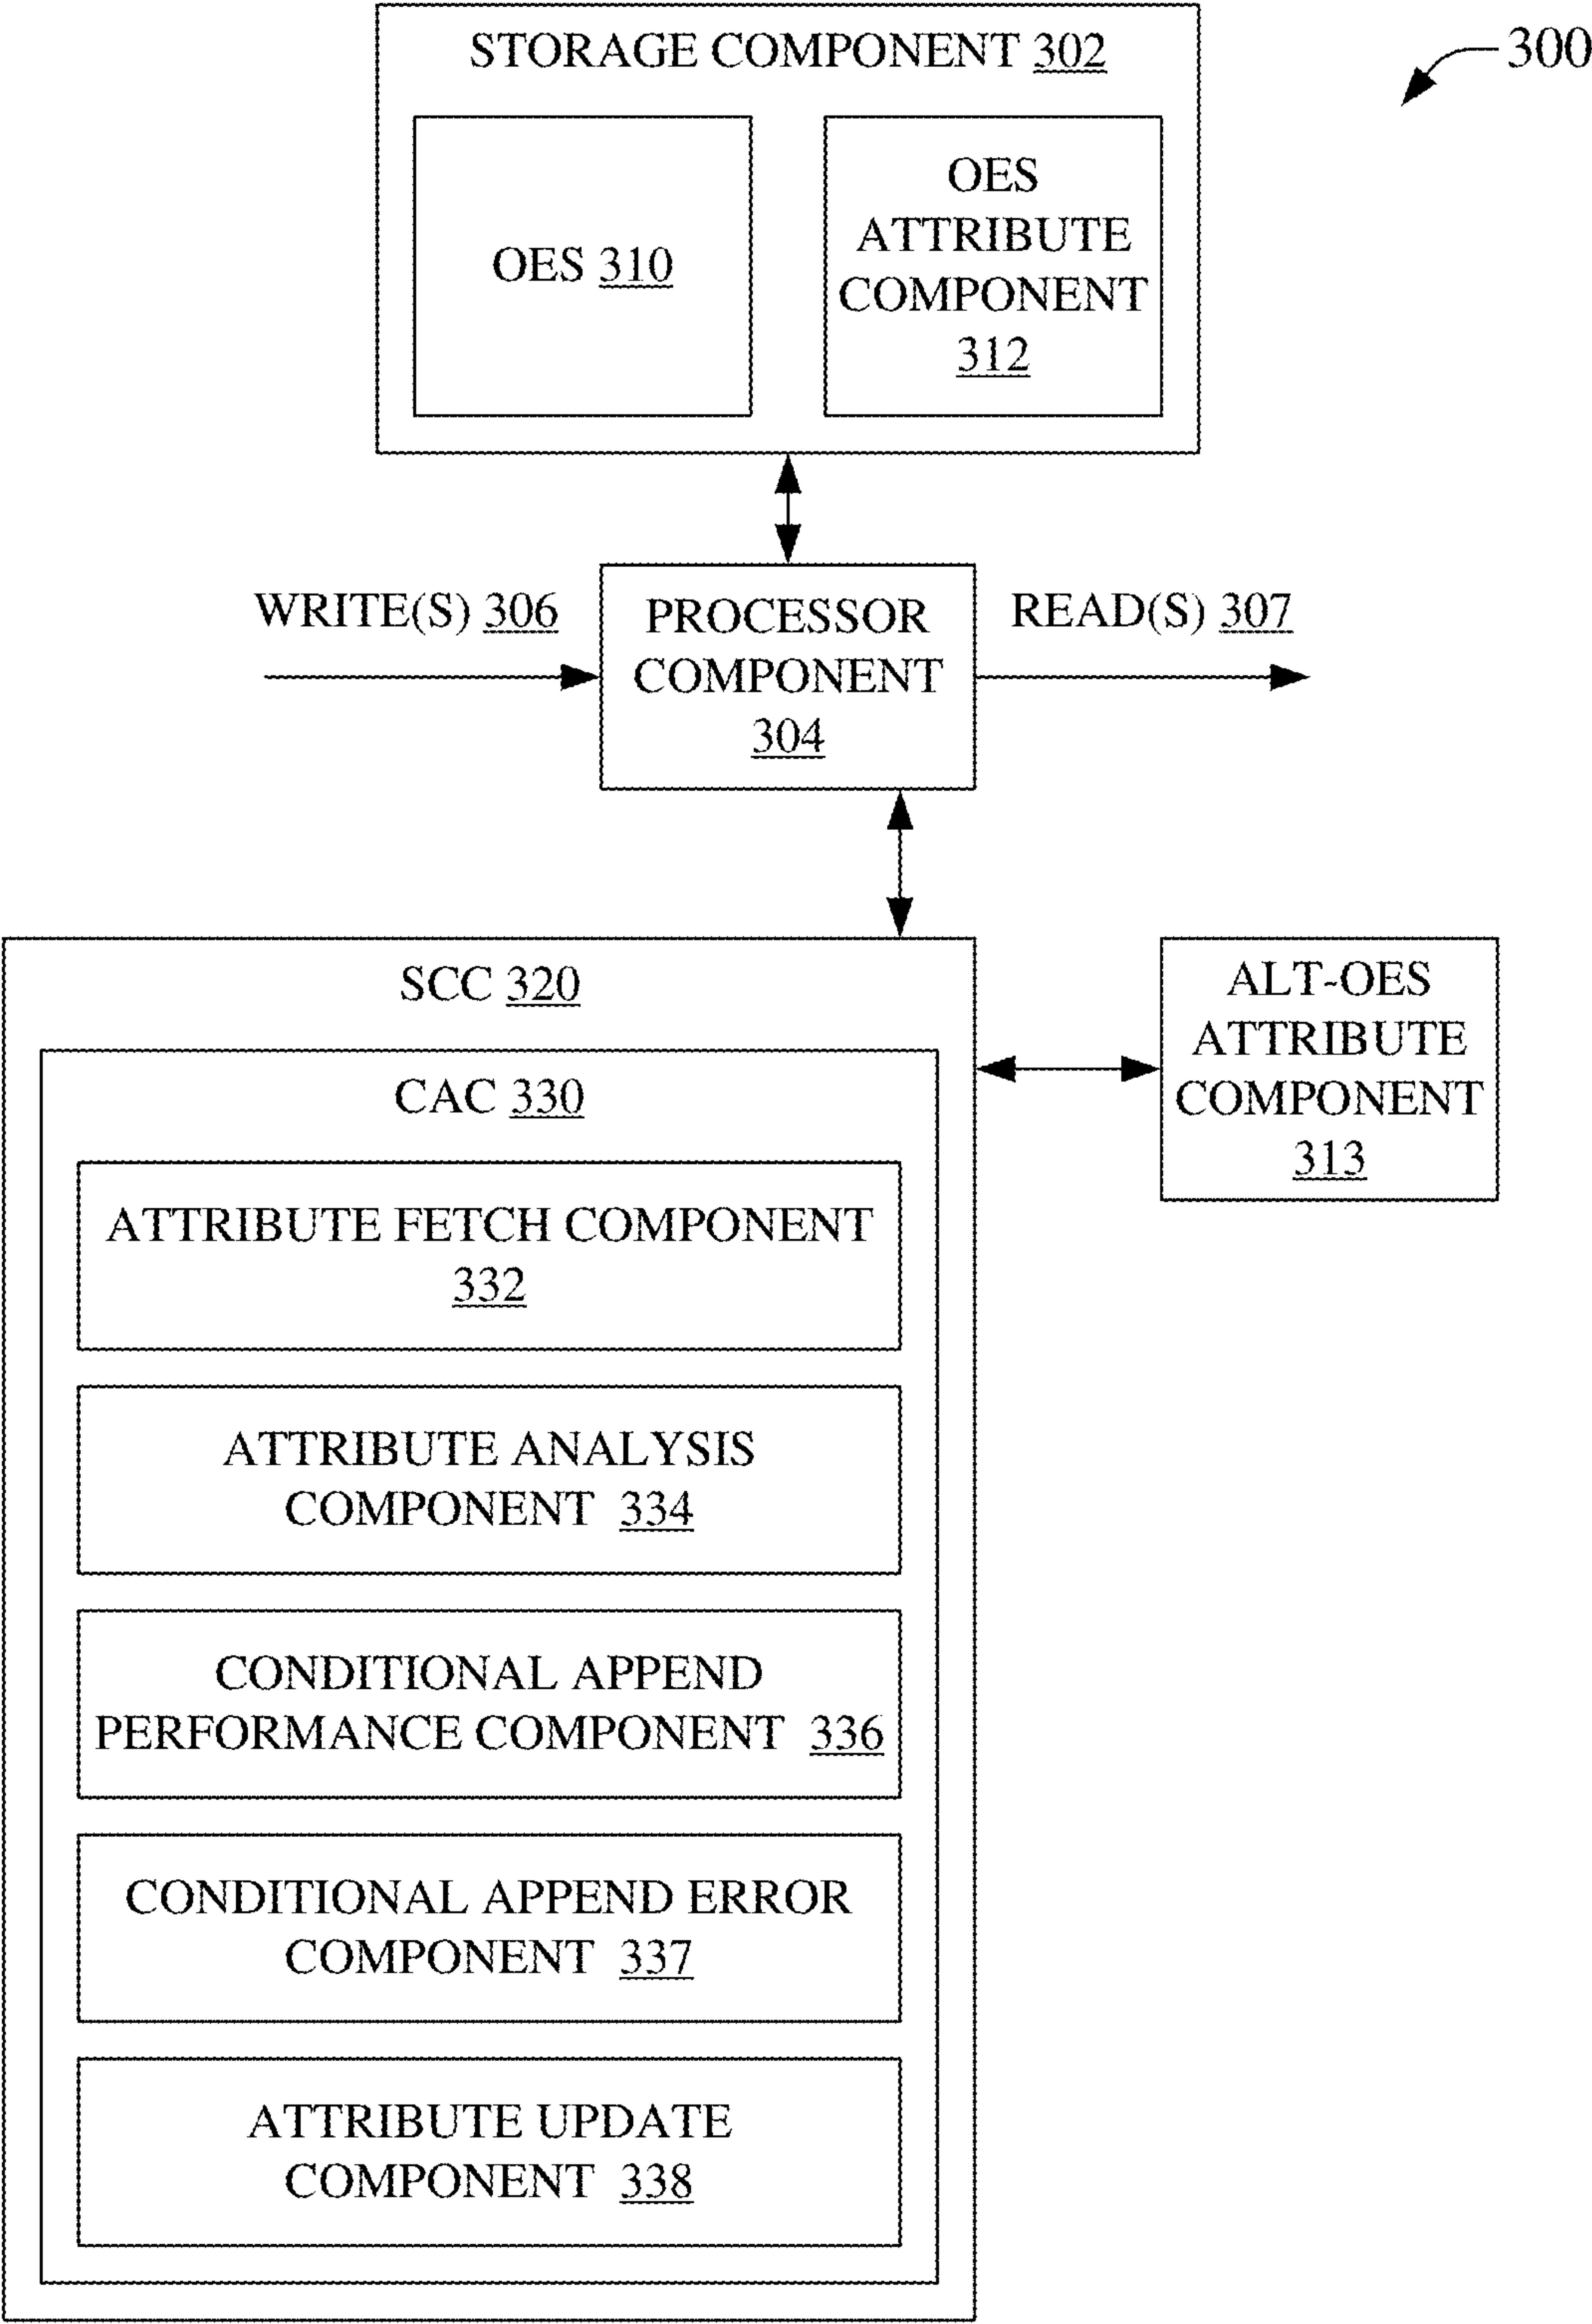 STORAGE COMPONENT 302
300
OES 310
OES
ATTRIBUTE
COMPONENT
312
WRITE(S) 306
PROCESSOR
COMPONENT
304
READ(S) 307
SCC 320
ALT-OES
ATTRIBUTE
COMPONENT
313
CAC 330
ATTRIBUTE FETCH COMPONENT
332
ATTRIBUTE ANALYSIS
COMPONENT 334
CONDITIONAL APPEND
PERFORMANCE COMPONENT 336
CONDITIONAL APPEND ERROR
COMPONENT 337
ATTRIBUTE UPDATE
COMPONENT 338